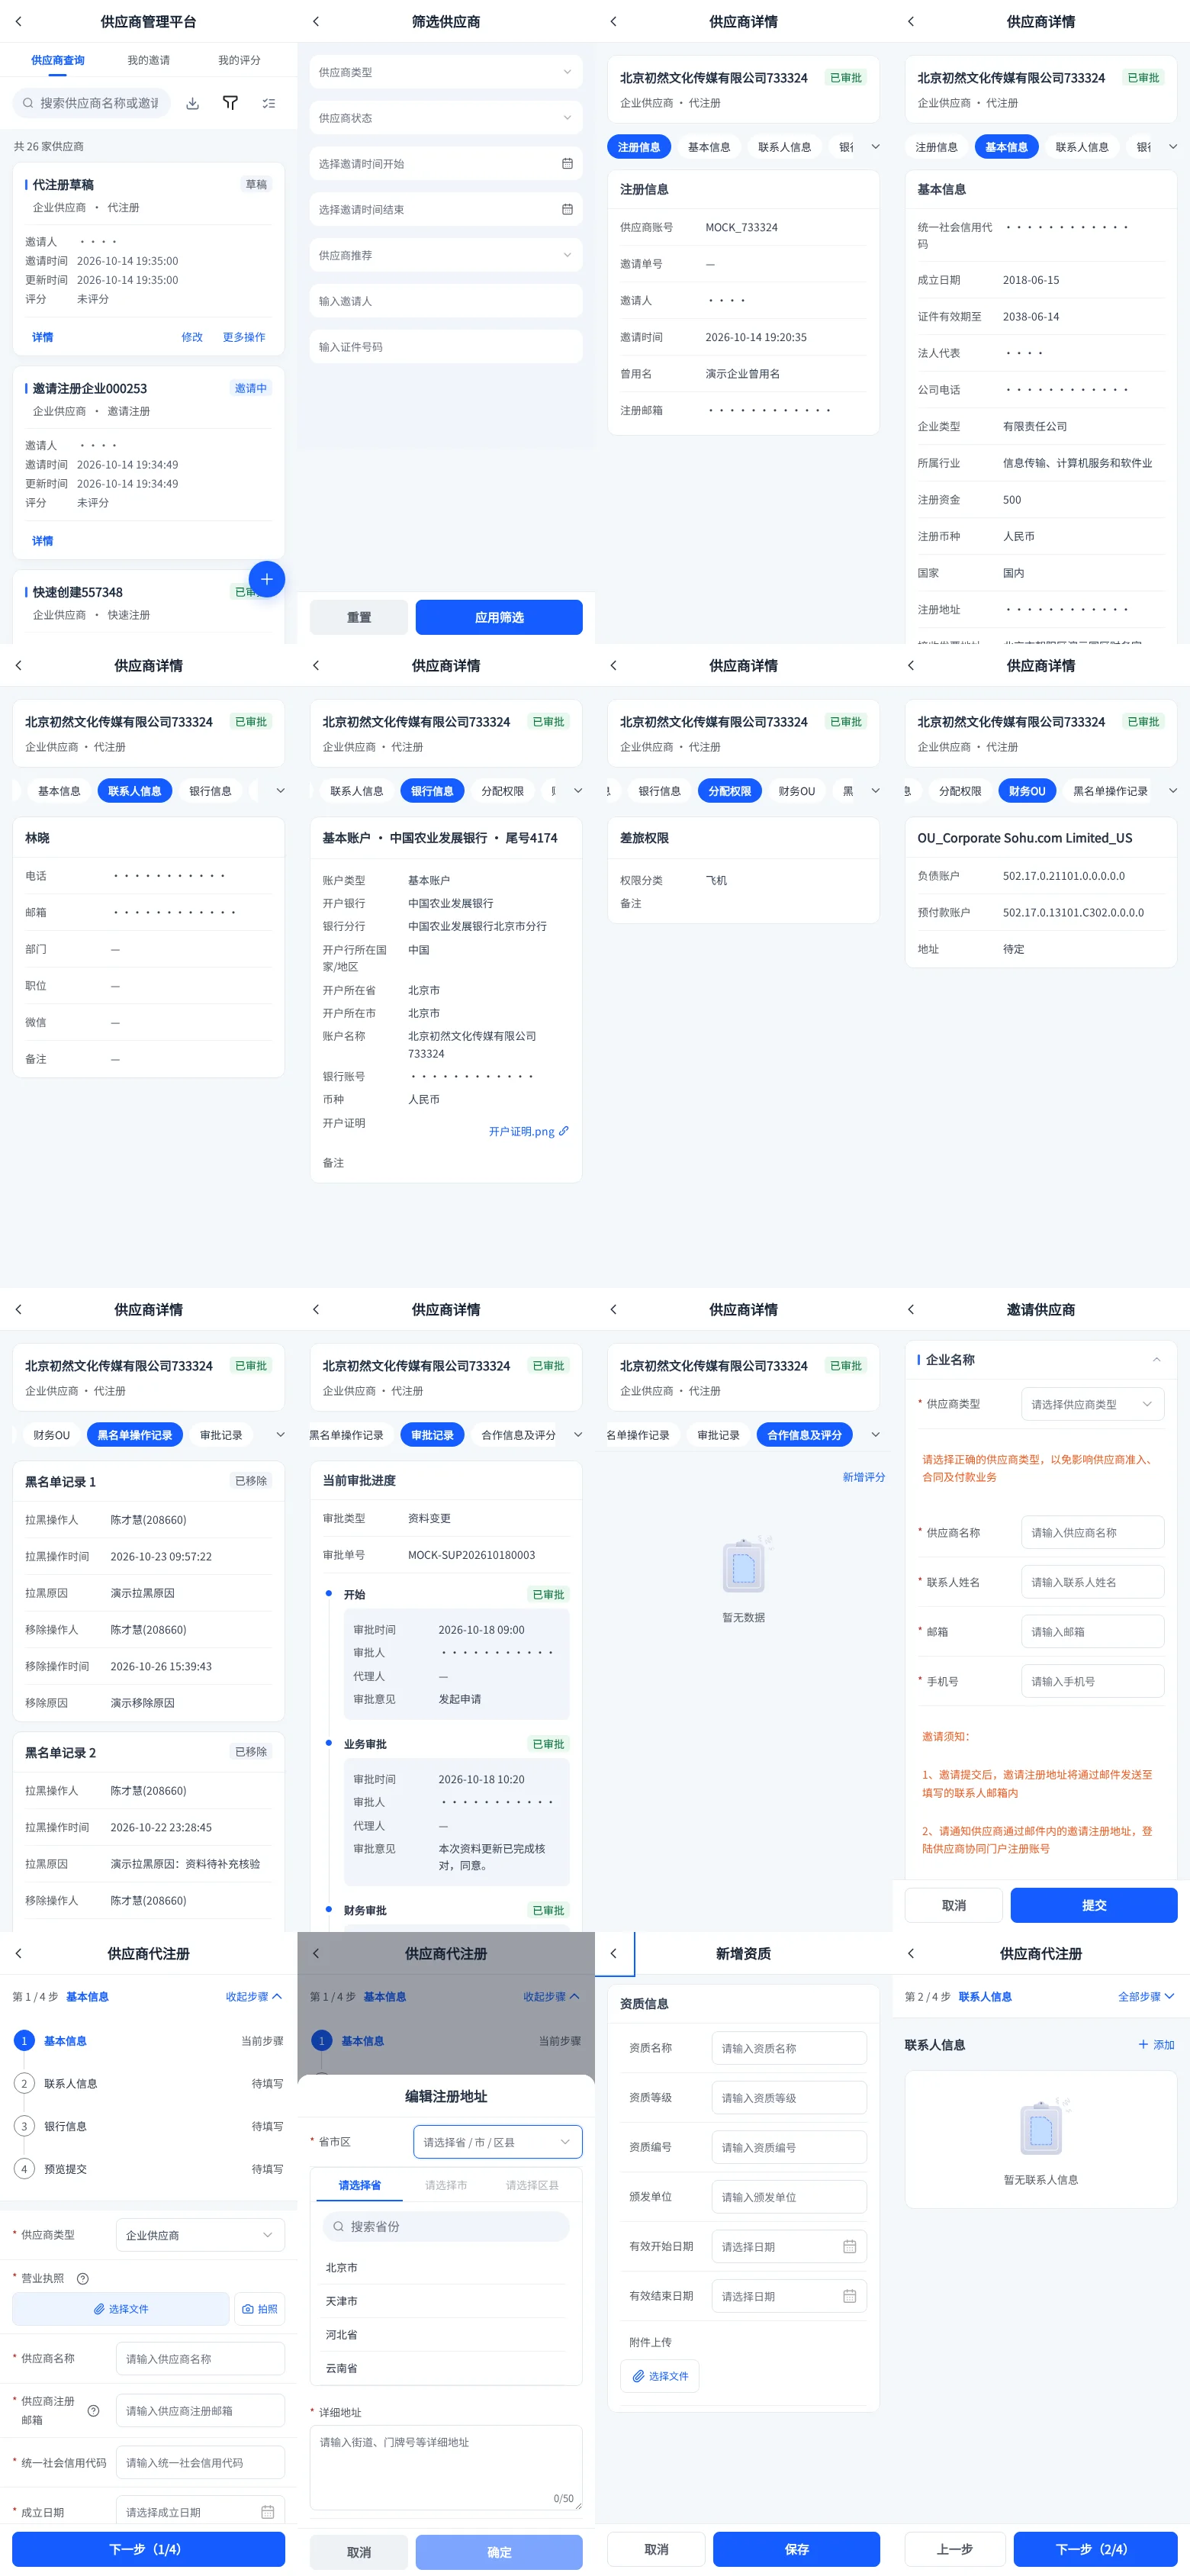 供应商管理平台
供应商查询
我的邀请
我的评分
搜索供应商名称或邀请
共 26 家供应商
代注册草稿
草稿
企业供应商 • 代注册
邀请人 ••••
邀请时间 2026-10-14 19:35:00
更新时间 2026-10-14 19:35:00
评分 未评分
详情
修改
更多操作
邀请注册企业000253
邀请中
企业供应商 • 邀请注册
邀请人 ••••
邀请时间 2026-10-14 19:34:49
更新时间 2026-10-14 19:34:49
评分 未评分
详情
快速创建557348
已审
企业供应商 • 快速注册
筛选供应商
供应商类型
供应商状态
选择邀请时间开始
选择邀请时间结束
供应商推荐
输入邀请人
输入证件号码
重置
应用筛选
供应商详情
北京初然文化传媒有限公司733324
已审批
企业供应商 • 代注册
注册信息
基本信息
联系人信息
注册信息
供应商账号 MOCK_733324
邀请单号 —
邀请人 ••••
邀请时间 2026-10-14 19:20:35
曾用名 演示企业曾用名
注册邮箱 ••••••••••••
供应商详情
北京初然文化传媒有限公司733324
已审批
企业供应商 • 代注册
注册信息
基本信息
联系人信息
基本信息
统一社会信用代码 ••••••••••••
成立日期 2018-06-15
证件有效期至 2038-06-14
法人代表 ••••
公司电话 ••••••••••••
企业类型 有限责任公司
所属行业 信息传输、计算机服务和软件业
注册资金 500
注册币种 人民币
国家 国内
注册地址 ••••••••••••
供应商详情
北京初然文化传媒有限公司733324
已审批
企业供应商 • 代注册
基本信息
联系人信息
银行信息
林晓
电话 •••••••••••
邮箱 ••••••••••••
部门 —
职位 —
微信 —
备注 —
供应商详情
北京初然文化传媒有限公司733324
已审批
企业供应商 • 代注册
联系人信息
银行信息
分配权限
基本账户 • 中国农业发展银行 • 尾号4174
账户类型 基本账户
开户银行 中国农业发展银行
银行分行 中国农业发展银行北京市分行
开户行所在国家/地区 中国
开户所在省 北京市
开户所在市 北京市
账户名称 北京初然文化传媒有限公司
733324
银行账号 ••••••••••••
币种 人民币
开户证明
开户证明.png
备注
供应商详情
北京初然文化传媒有限公司733324
已审批
企业供应商 • 代注册
银行信息
分配权限
财务OU
黑
差旅权限
权限分类 飞机
备注
供应商详情
北京初然文化传媒有限公司733324
已审批
企业供应商 • 代注册
分配权限
财务OU
黑名单操作记录
OU_Corporate Sohu.com Limited_US
负债账户 502.17.0.21101.0.0.0.0.0
预付款账户 502.17.0.13101.C302.0.0.0.0
地址 待定
供应商详情
北京初然文化传媒有限公司733324
已审批
企业供应商 • 代注册
财务OU
黑名单操作记录
审批记录
黑名单记录 1
已移除
拉黑操作人 陈才慧(208660)
拉黑操作时间 2026-10-23 09:57:22
拉黑原因 演示拉黑原因
移除操作人 陈才慧(208660)
移除操作时间 2026-10-26 15:39:43
移除原因 演示移除原因
黑名单记录 2
已移除
拉黑操作人 陈才慧(208660)
拉黑操作时间 2026-10-22 23:28:45
拉黑原因 演示拉黑原因：资料待补充核验
移除操作人 陈才慧(208660)
供应商详情
北京初然文化传媒有限公司733324
已审批
企业供应商 • 代注册
黑名单操作记录
审批记录
合作信息及评分
当前审批进度
审批类型 资料变更
审批单号 MOCK-SUP202610180003
开始
已审批
审批时间 2026-10-18 09:00
审批人 •••••••••••
代理人 —
审批意见 发起申请
业务审批
已审批
审批时间 2026-10-18 10:20
审批人 •••••••••••
代理人 —
审批意见 本次资料更新已完成核
对，同意。
财务审批
已审批
供应商详情
北京初然文化传媒有限公司733324
已审批
企业供应商 • 代注册
名单操作记录
审批记录
合作信息及评分
新增评分
暂无数据
邀请供应商
企业名称
* 供应商类型 请选择供应商类型
请选择正确的供应商类型，以免影响供应商准入、
合同及付款业务
* 供应商名称 请输入供应商名称
* 联系人姓名 请输入联系人姓名
* 邮箱 请输入邮箱
* 手机号 请输入手机号
邀请须知：
1、邀请提交后，邀请注册地址将通过邮件发送至
填写的联系人邮箱内
2、请通知供应商通过邮件内的邀请注册地址，登
陆供应商协同门户注册账号
取消
提交
供应商代注册
第 1 / 4 步 基本信息
收起步骤
1 基本信息 当前步骤
2 联系人信息 待填写
3 银行信息 待填写
4 预览提交 待填写
* 供应商类型 企业供应商
* 营业执照
选择文件
拍照
* 供应商名称 请输入供应商名称
* 供应商注册
邮箱
请输入供应商注册邮箱
* 统一社会信用代码 请输入统一社会信用代码
* 成立日期 请选择成立日期
下一步（1/4）
供应商代注册
第 1 / 4 步 基本信息
收起步骤
1 基本信息 当前步骤
编辑注册地址
* 省市区 请选择省 / 市 / 区县
请选择省
请选择市
请选择区县
搜索省份
北京市
天津市
河北省
云南省
* 详细地址
请输入街道、门牌号等详细地址
0/50
取消
确定
新增资质
资质信息
资质名称 请输入资质名称
资质等级 请输入资质等级
资质编号 请输入资质编号
颁发单位 请输入颁发单位
有效开始日期 请选择日期
有效结束日期 请选择日期
附件上传
选择文件
取消
保存
供应商代注册
第 2 / 4 步 联系人信息
全部步骤
联系人信息
添加
暂无联系人信息
上一步
下一步（2/4）